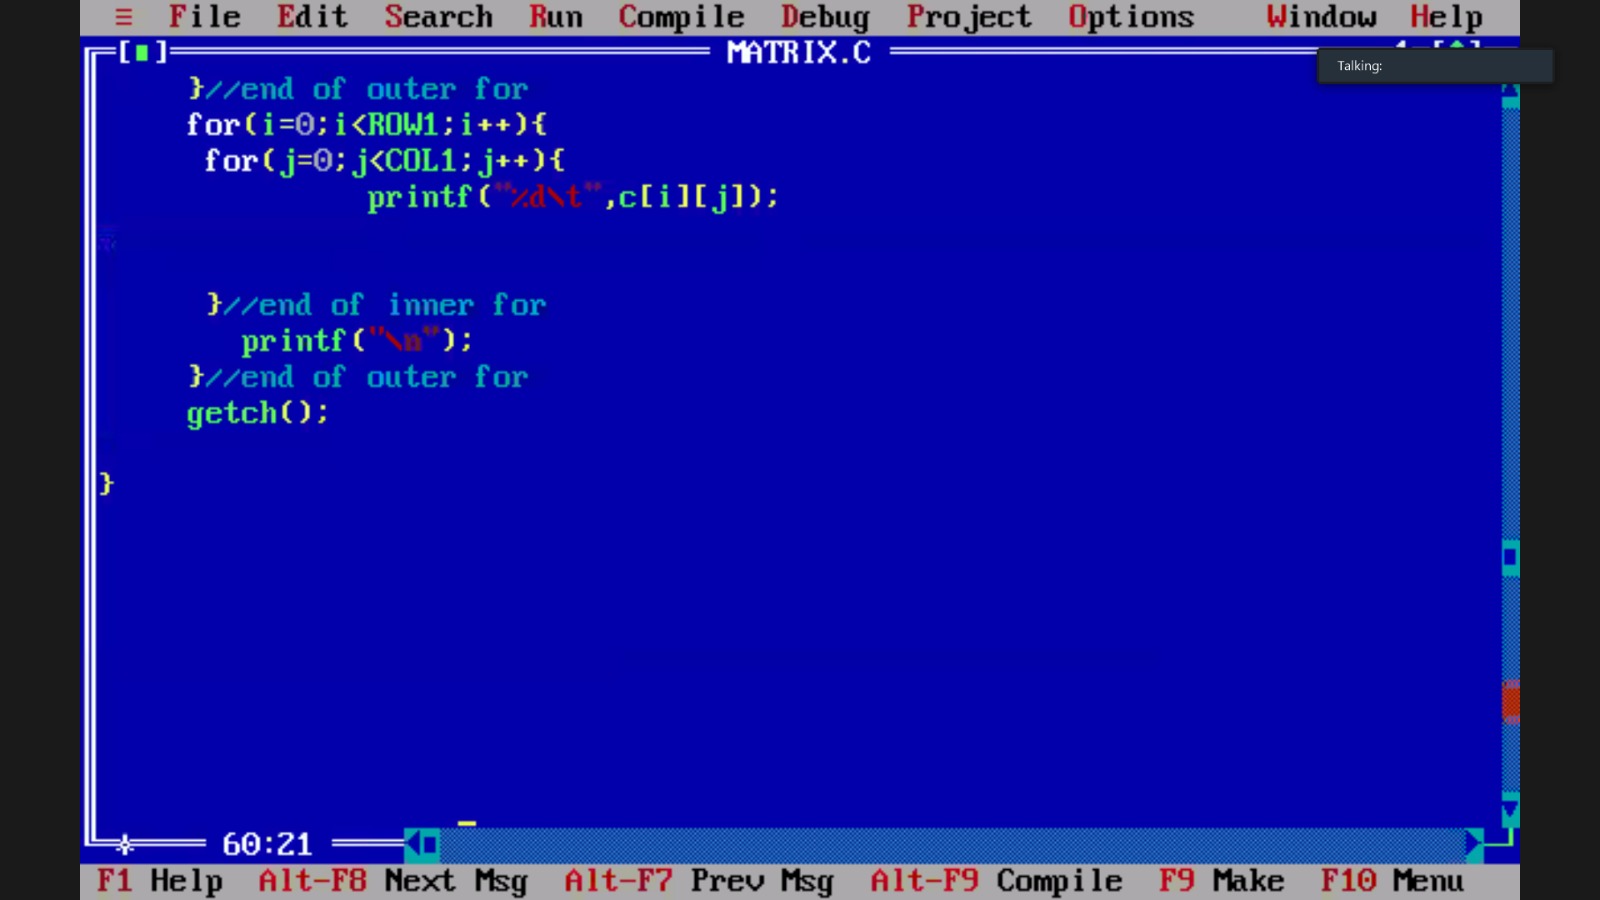 ≡ File Edit Search Run Compile Debug Project Options Window Help
MATRIX.C
Talking:
}//end of outer for
for(i=0;i<ROW1;i++){
for(j=0;j<COL1;j++){
printf("%d\t",c[i][j]);
}//end of inner for
printf("\n");
}//end of outer for
getch();
}
60:21
F1 Help Alt-F8 Next Msg Alt-F7 Prev Msg Alt-F9 Compile F9 Make F10 Menu